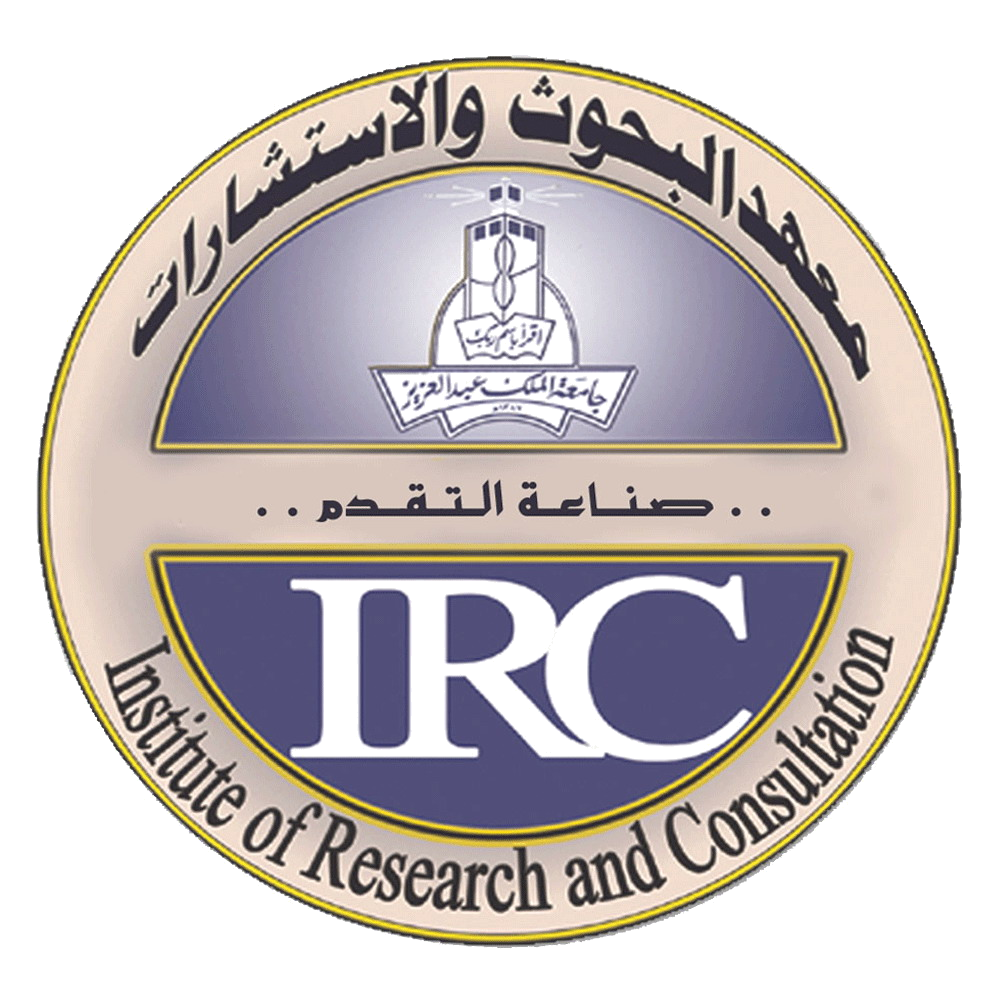 معهد البحوث والاستشارات
اقرأ باسم ربك
جامعة الملك عبد العزيز
.. صناعة التقدم ..
IRC
Institute of Research and Consultation